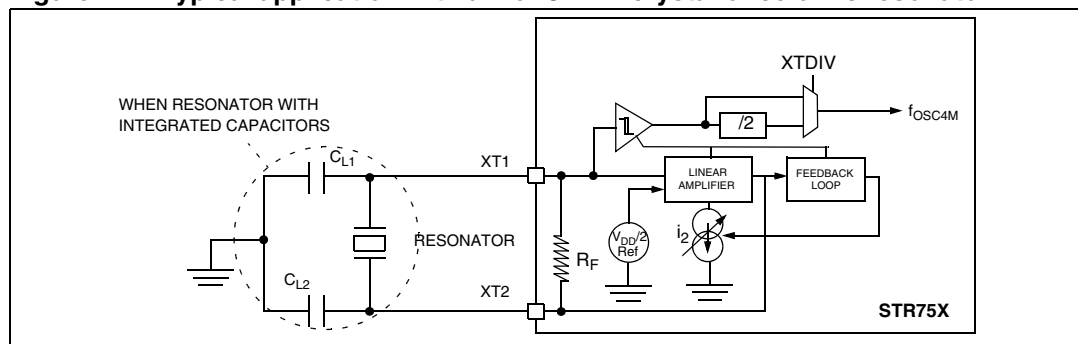 XTDIV
WHEN RESONATOR WITH
INTEGRATED CAPACITORS
/2
fOSC4M
CL1
XT1
LINEAR
AMPLIFIER
FEEDBACK
LOOP
RESONATOR
VDD/2
Ref
i2
RF
CL2
XT2
STR75X